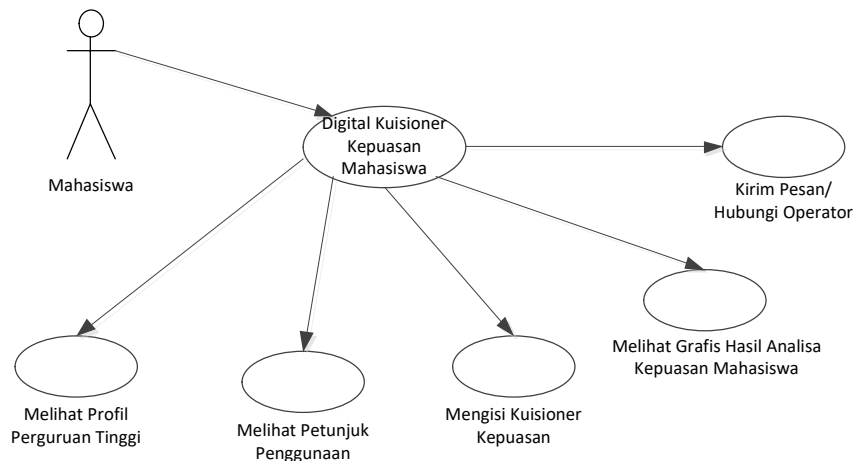 Mahasiswa
Digital Kuisioner
Kepuasan
Mahasiswa
Kirim Pesan/
Hubungi Operator
Melihat Grafis Hasil Analisa
Kepuasan Mahasiswa
Melihat Profil
Perguruan Tinggi
Melihat Petunjuk
Penggunaan
Mengisi Kuisioner
Kepuasan